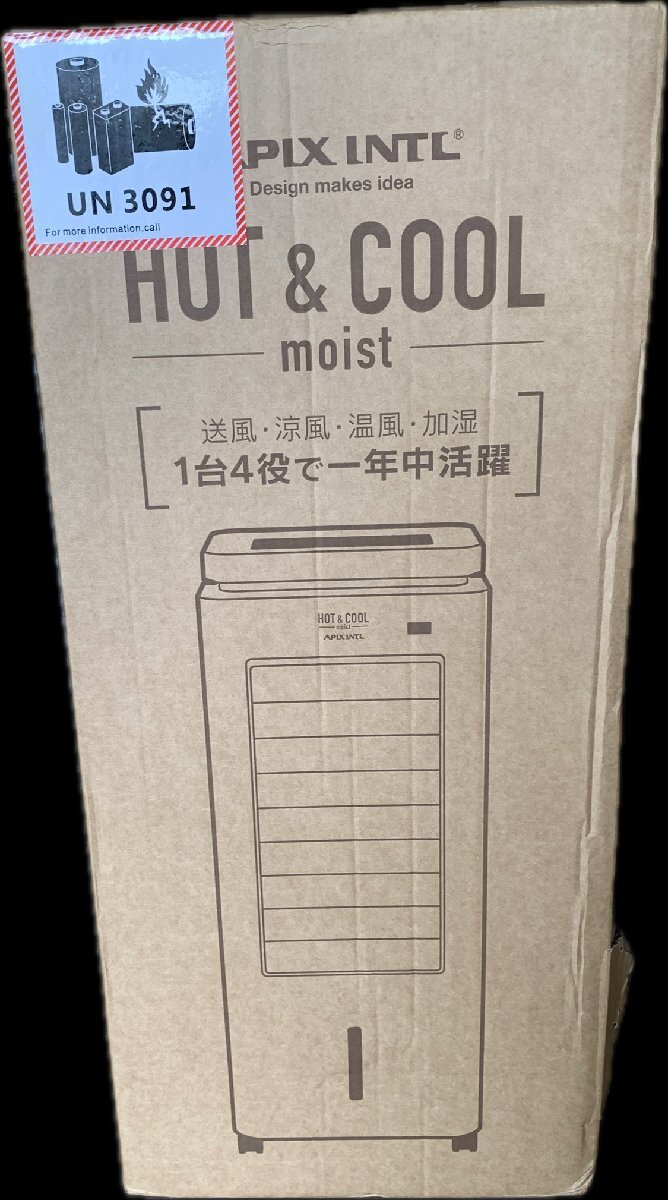 UN 3091
For more information,call
APIX INTL®
Design makes idea
HOT & COOL
moist
送風・涼風・温風・加湿
1台4役で一年中活躍
HOT & COOL
moist
APIX INTL